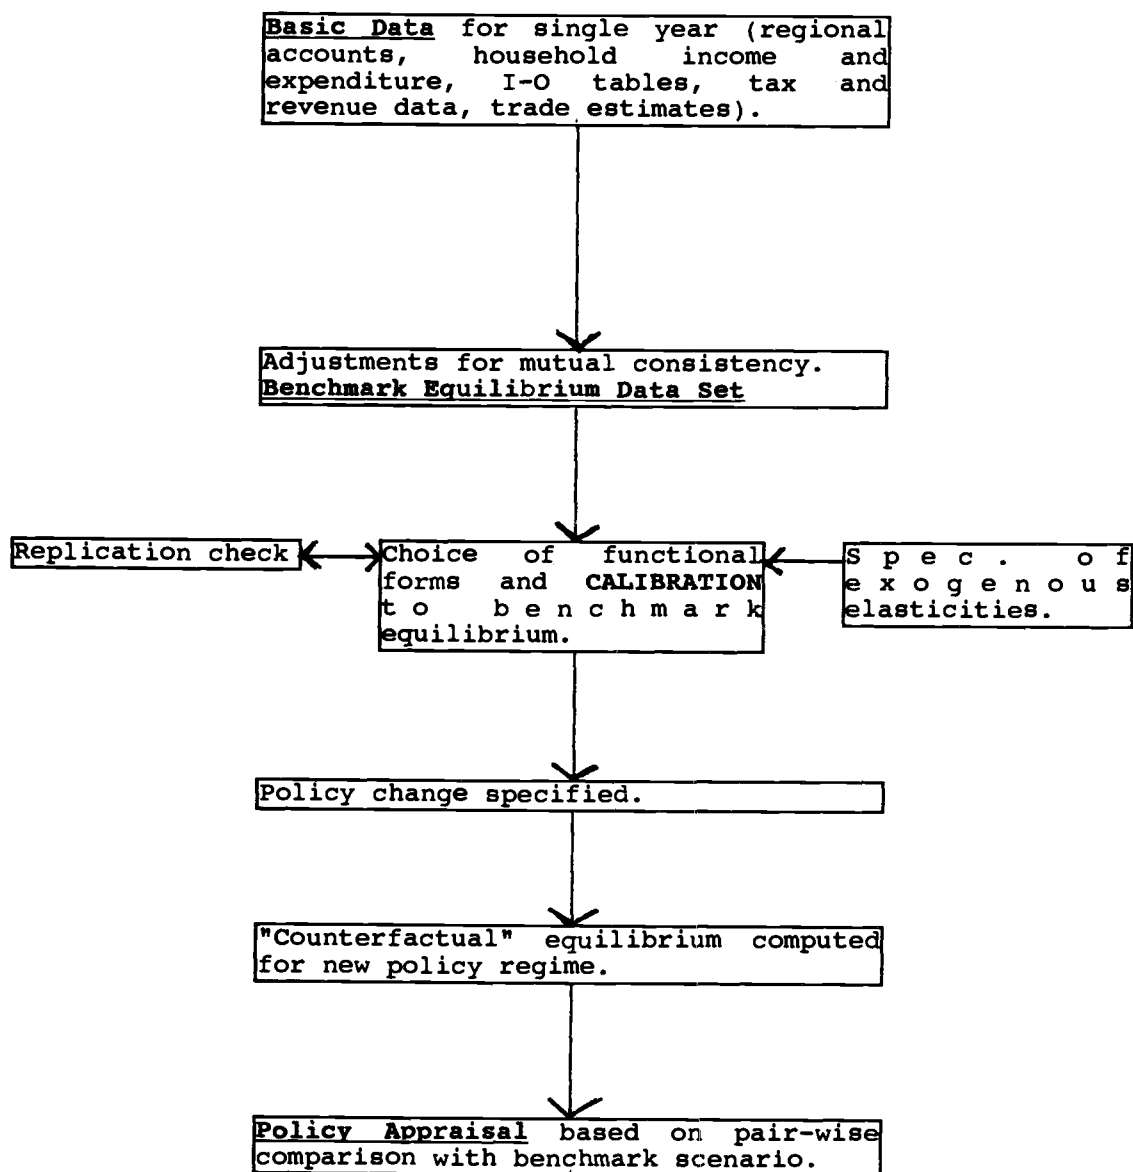 Basic Data for single year (regional
accounts, household income and
expenditure, I-O tables, tax and
revenue data, trade estimates).
Adjustments for mutual consistency.
Benchmark Equilibrium Data Set
Replication check
Choice of functional
forms and CALIBRATION
to benchmark
equilibrium.
Spec. of
exogenous
elasticities.
Policy change specified.
"Counterfactual" equilibrium computed
for new policy regime.
Policy Appraisal based on pair-wise
comparison with benchmark scenario.